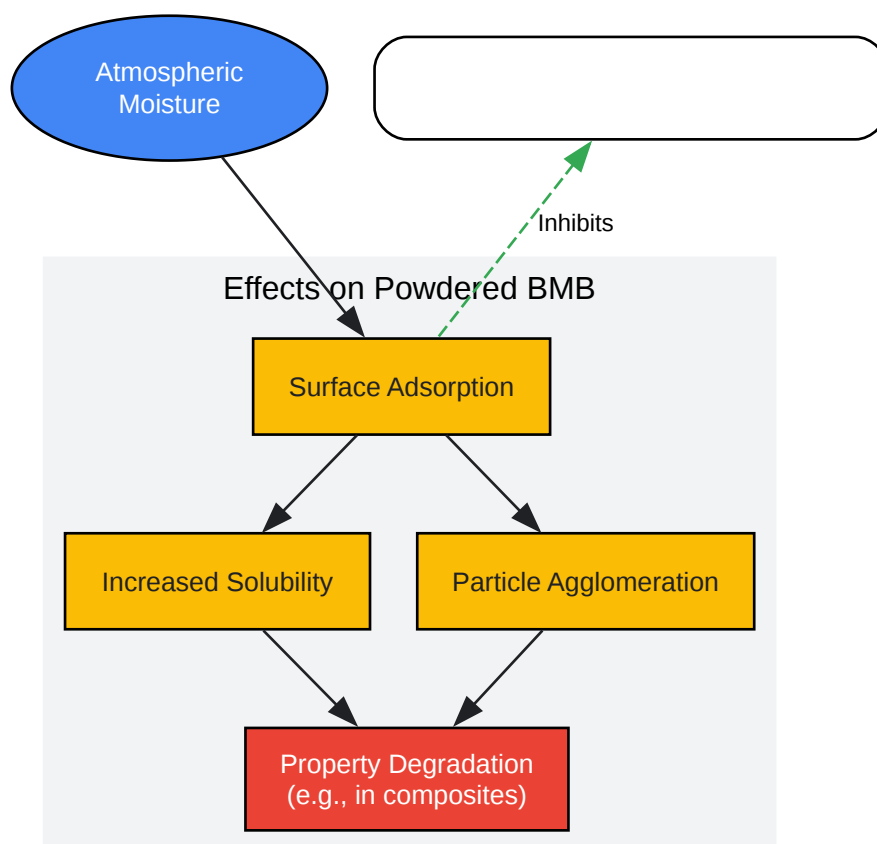 Atmospheric
Moisture
Inhibits
Effects on Powdered BMB
Surface Adsorption
Increased Solubility
Particle Agglomeration
Property Degradation
(e.g., in composites)